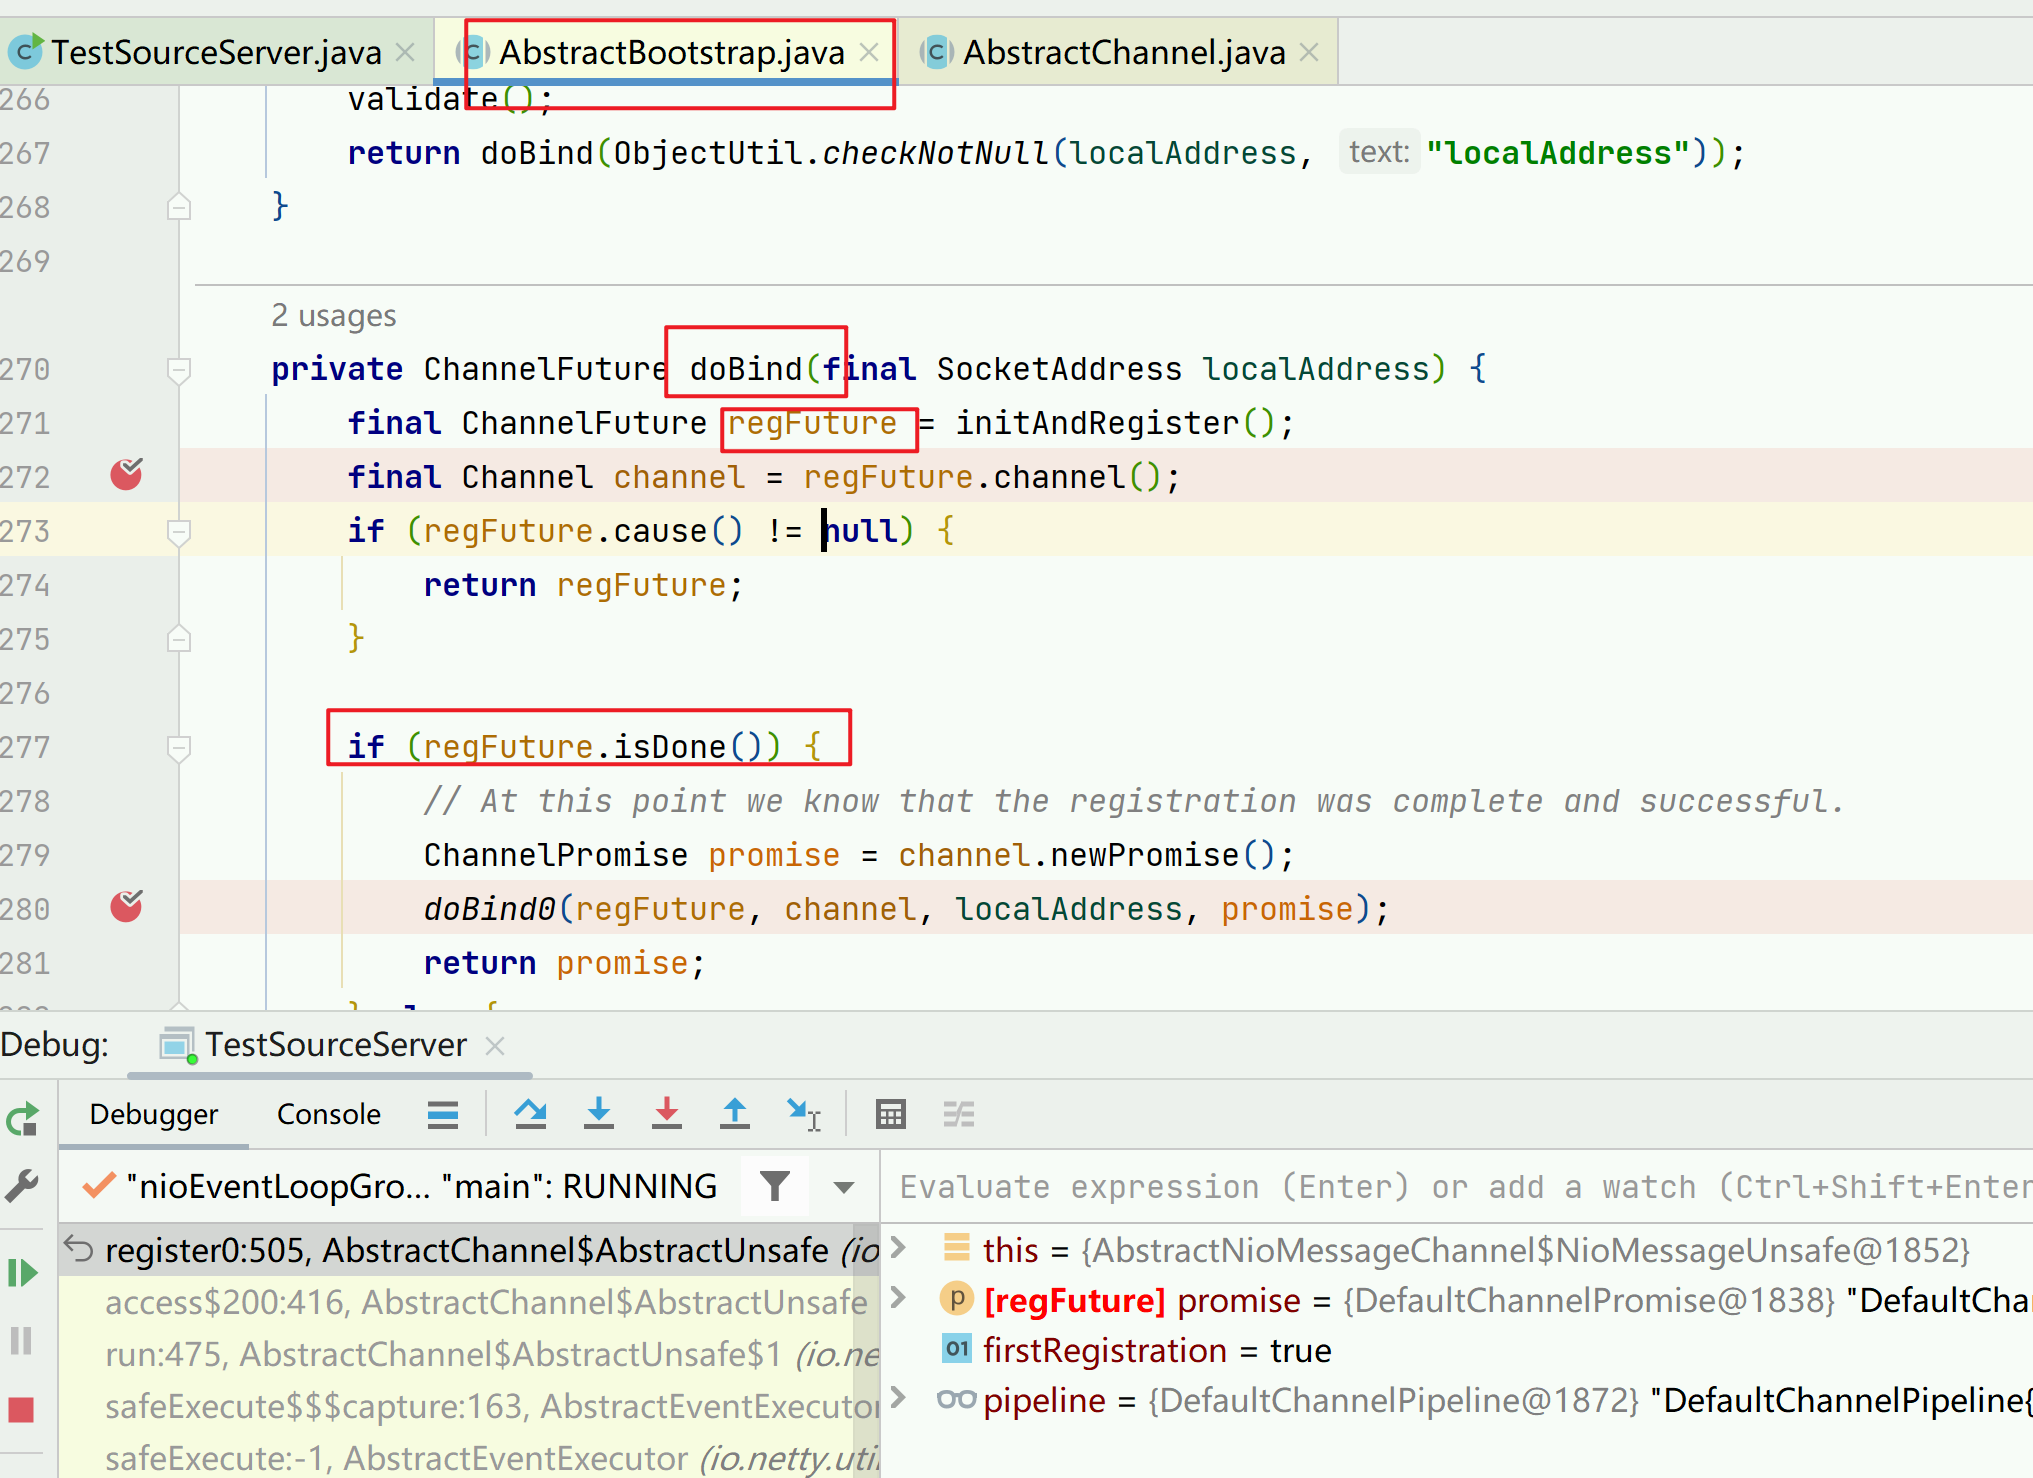 TestSourceServer.java AbstractBootstrap.java AbstractChannel.java
266 validate();
267 return doBind(ObjectUtil.checkNotNull(localAddress, text: "localAddress"));
268 }
269
2 usages
270 private ChannelFuture doBind(final SocketAddress localAddress) {
271 final ChannelFuture regFuture = initAndRegister();
272 final Channel channel = regFuture.channel();
273 if (regFuture.cause() != null) {
274 return regFuture;
275 }
276
277 if (regFuture.isDone()) {
278 // At this point we know that the registration was complete and successful.
279 ChannelPromise promise = channel.newPromise();
280 doBind0(regFuture, channel, localAddress, promise);
281 return promise;
Debug: TestSourceServer
Debugger Console
"nioEventLoopGro... "main": RUNNING
Evaluate expression (Enter) or add a watch (Ctrl+Shift+Enter
register0:505, AbstractChannel$AbstractUnsafe (io
access$200:416, AbstractChannel$AbstractUnsafe
run:475, AbstractChannel$AbstractUnsafe$1 (io.ne
safeExecute$$$capture:163, AbstractEventExecutor
safeExecute:-1, AbstractEventExecutor (io.netty.util
this = {AbstractNioMessageChannel$NioMessageUnsafe@1852}
[regFuture] promise = {DefaultChannelPromise@1838} "DefaultCha
firstRegistration = true
pipeline = {DefaultChannelPipeline@1872} "DefaultChannelPipeline{